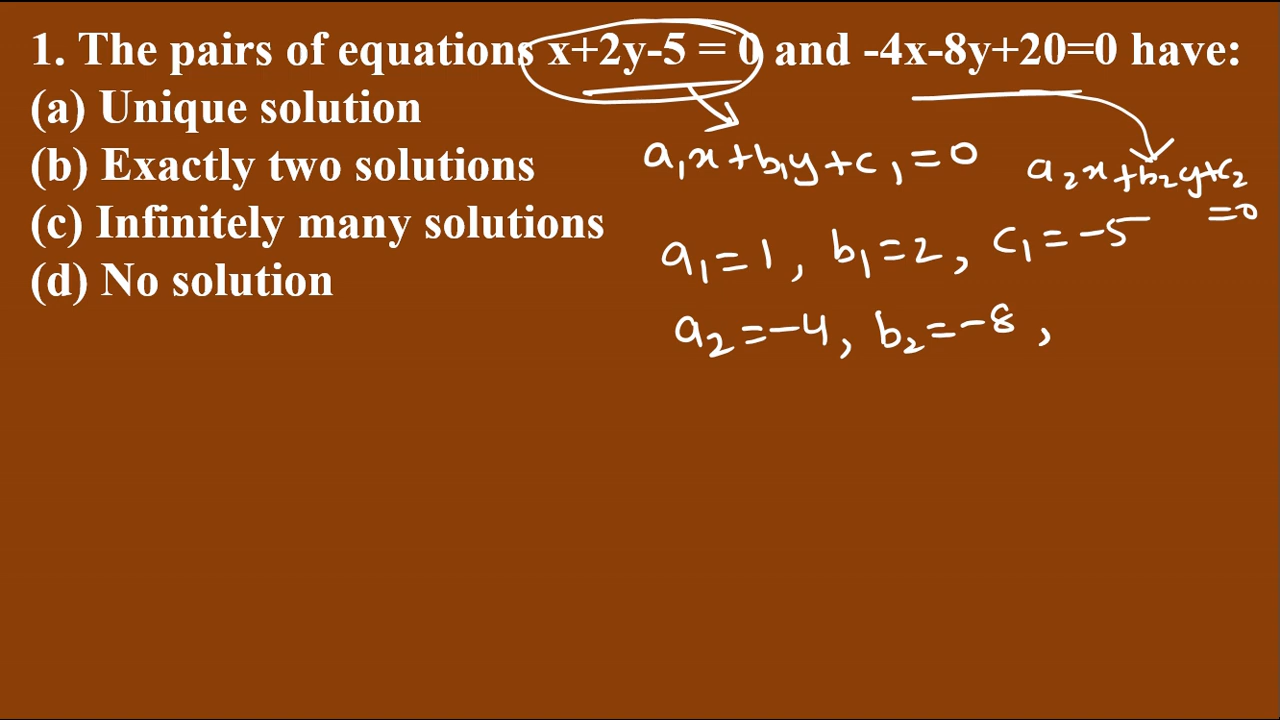 1. The pairs of equations x+2y-5 = 0 and -4x-8y+20=0 have:
(a) Unique solution
(b) Exactly two solutions
(c) Infinitely many solutions
(d) No solution
a₁x+b₁y+c₁=0
a₂x+b₂y+c₂
=0
a₁=1, b₁=2, c₁=-5
a₂=-4, b₂=-8,